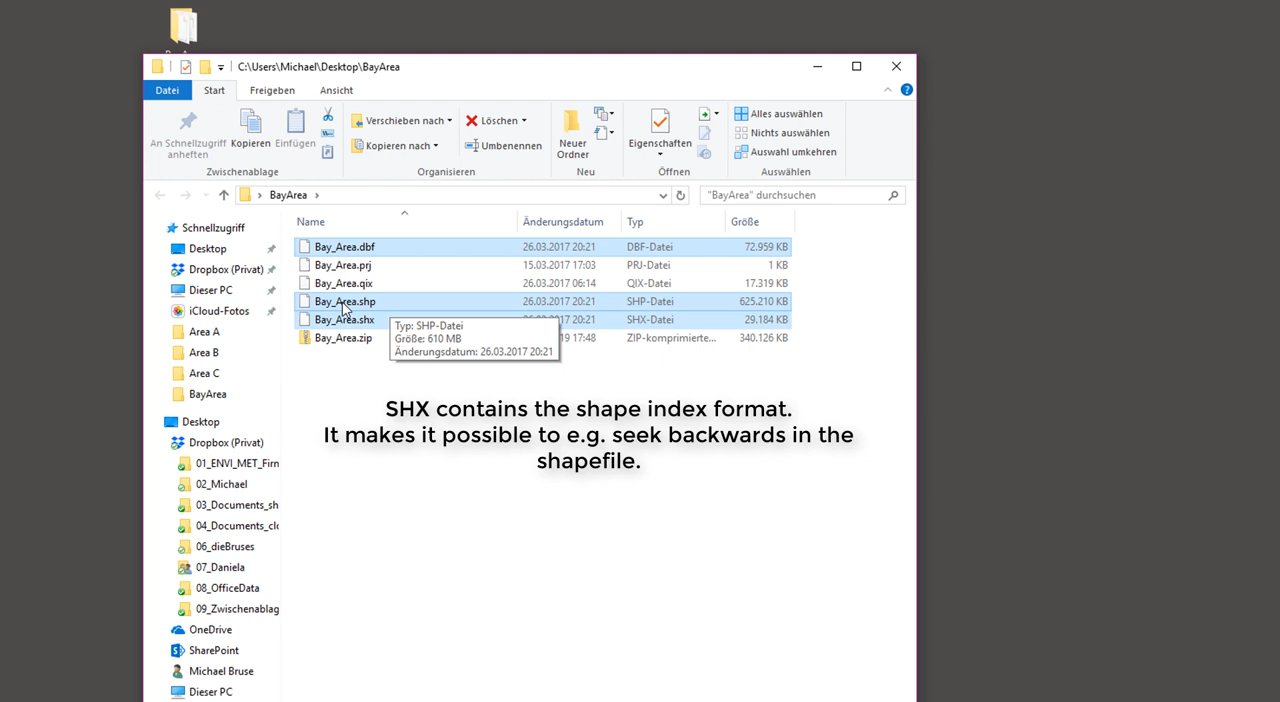 C:\Users\Michael\Desktop\BayArea
Datei Start Freigeben Ansicht
An Schnellzugriff anheften
Kopieren
Einfügen
Verschieben nach
Kopieren nach
Löschen
Umbenennen
Neuer Ordner
Eigenschaften
Alles auswählen
Nichts auswählen
Auswahl umkehren
Zwischenablage Organisieren Neu Öffnen Auswählen
BayArea
"BayArea" durchsuchen
Name Änderungsdatum Typ Größe
Bay_Area.dbf 26.03.2017 20:21 DBF-Datei 72.959 KB
Bay_Area.prj 15.03.2017 17:03 PRJ-Datei 1 KB
Bay_Area.qix 26.03.2017 06:14 QIX-Datei 17.319 KB
Bay_Area.shp 26.03.2017 20:21 SHP-Datei 625.210 KB
Bay_Area.shx 20:21 SHX-Datei 29.184 KB
Bay_Area.zip 19 17:48 ZIP-komprimierte... 340.126 KB
Typ: SHP-Datei
Größe: 610 MB
Änderungsdatum: 26.03.2017 20:21
SHX contains the shape index format.
It makes it possible to e.g. seek backwards in the
shapefile.
Schnellzugriff
Desktop
Dropbox (Privat)
Dieser PC
iCloud-Fotos
Area A
Area B
Area C
BayArea
Desktop
Dropbox (Privat)
01_ENVI_MET_Firn
02_Michael
03_Documents_sh
04_Documents_clo
06_dieBruses
07_Daniela
08_OfficeData
09_Zwischenablag
OneDrive
SharePoint
Michael Bruse
Dieser PC